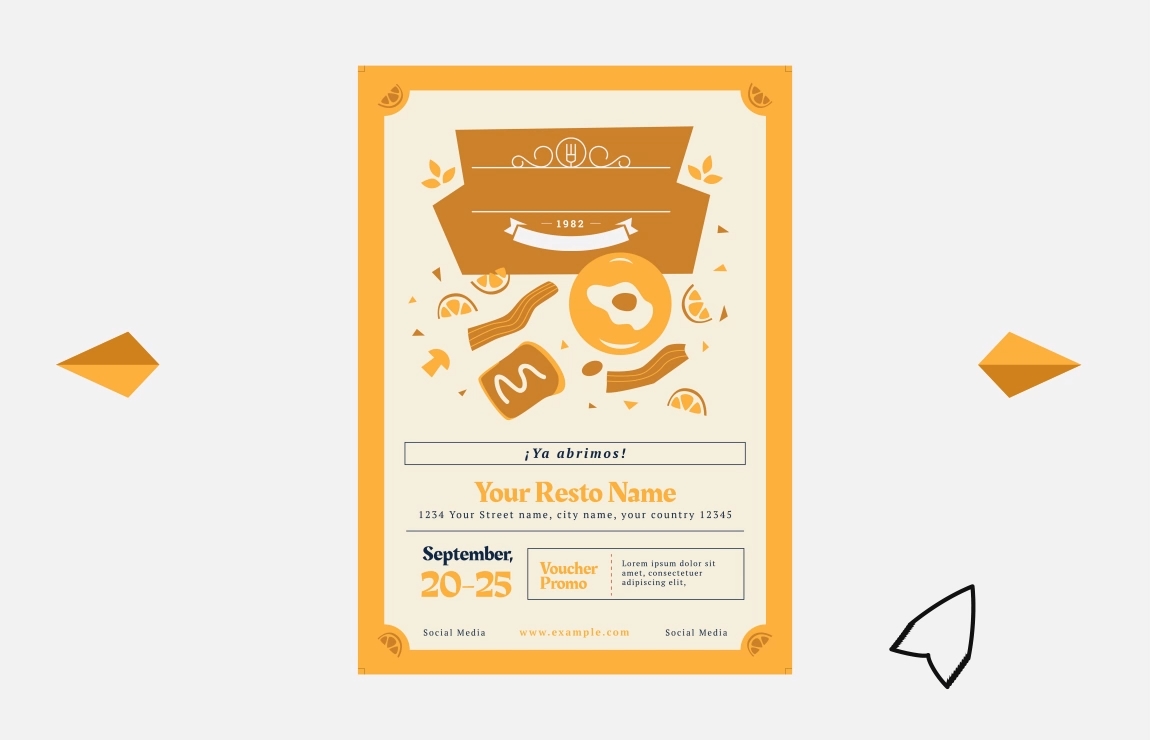 1982
¡Ya abrimos!
Your Resto Name
1234 Your Street name, city name, your country 12345
September,
20–25
Voucher
Promo
Lorem ipsum dolor sit
amet, consectetuer
adipiscing elit,
Social Media
www.example.com
Social Media